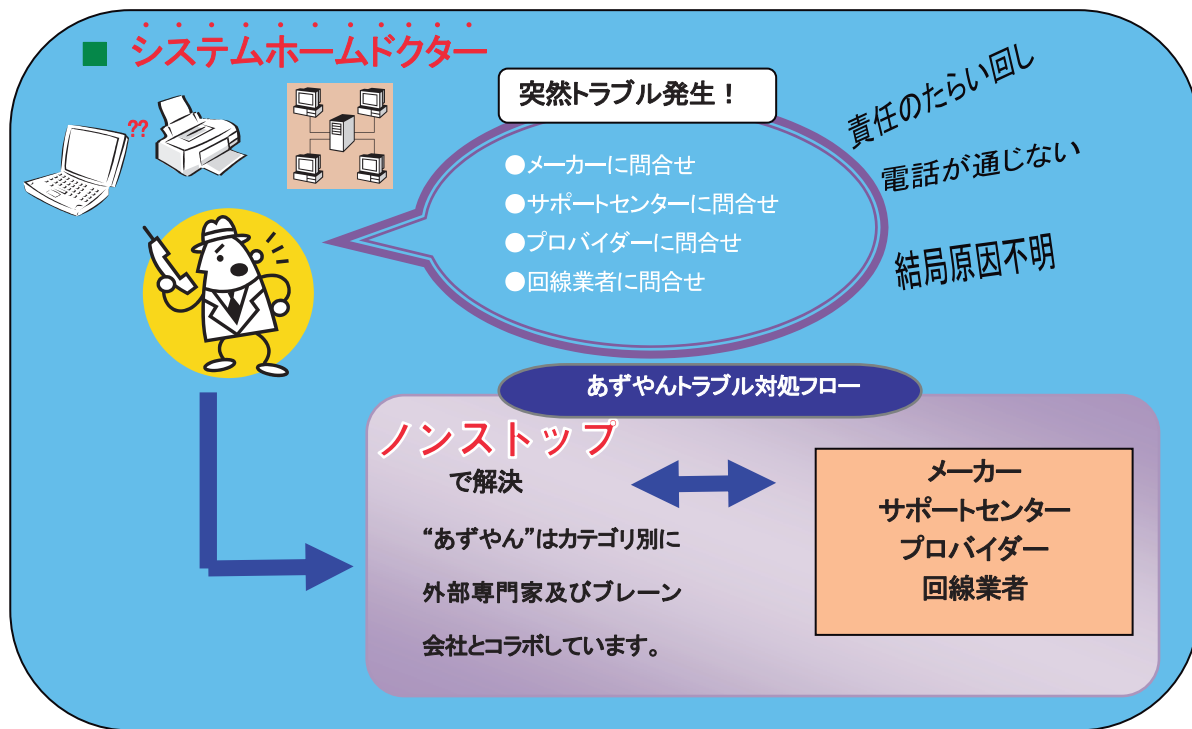 ■ システムホームドクター
??
突然トラブル発生！
●メーカーに問合せ
●サポートセンターに問合せ
●プロバイダーに問合せ
●回線業者に問合せ
責任のたらい回し
電話が通じない
結局原因不明
あずやんトラブル対処フロー
ノンストップ
で解決
“あずやん”はカテゴリ別に
外部専門家及びブレーン
会社とコラボしています。
メーカー
サポートセンター
プロバイダー
回線業者